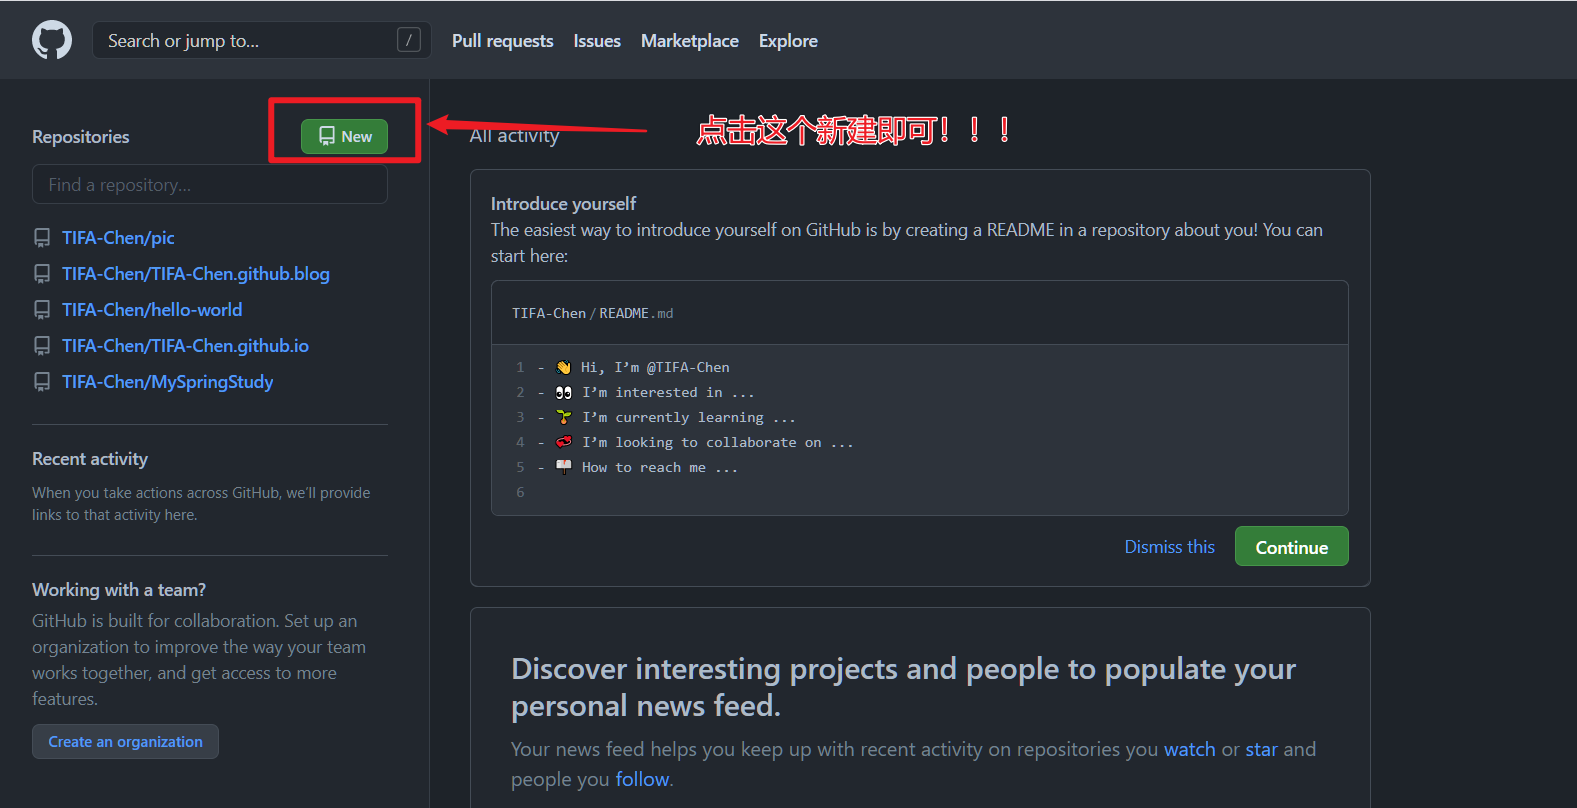 Search or jump to...
/
Pull requests
Issues
Marketplace
Explore
Repositories
New
Find a repository...
TIFA-Chen/pic
TIFA-Chen/TIFA-Chen.github.blog
TIFA-Chen/hello-world
TIFA-Chen/TIFA-Chen.github.io
TIFA-Chen/MySpringStudy
Recent activity
When you take actions across GitHub, we'll provide
links to that activity here.
Working with a team?
GitHub is built for collaboration. Set up an
organization to improve the way your team
works together, and get access to more
features.
Create an organization
点击这个新建即可！！！
All activity
Introduce yourself
The easiest way to introduce yourself on GitHub is by creating a README in a repository about you! You can
start here:
TIFA-Chen/README.md
1 - 👋 Hi, I’m @TIFA-Chen
2 - 👀 I’m interested in ...
3 - 🌱 I’m currently learning ...
4 - 💞️ I’m looking to collaborate on ...
5 - 📫 How to reach me ...
6
Dismiss this
Continue
Discover interesting projects and people to populate your
personal news feed.
Your news feed helps you keep up with recent activity on repositories you watch or star and
people you follow.